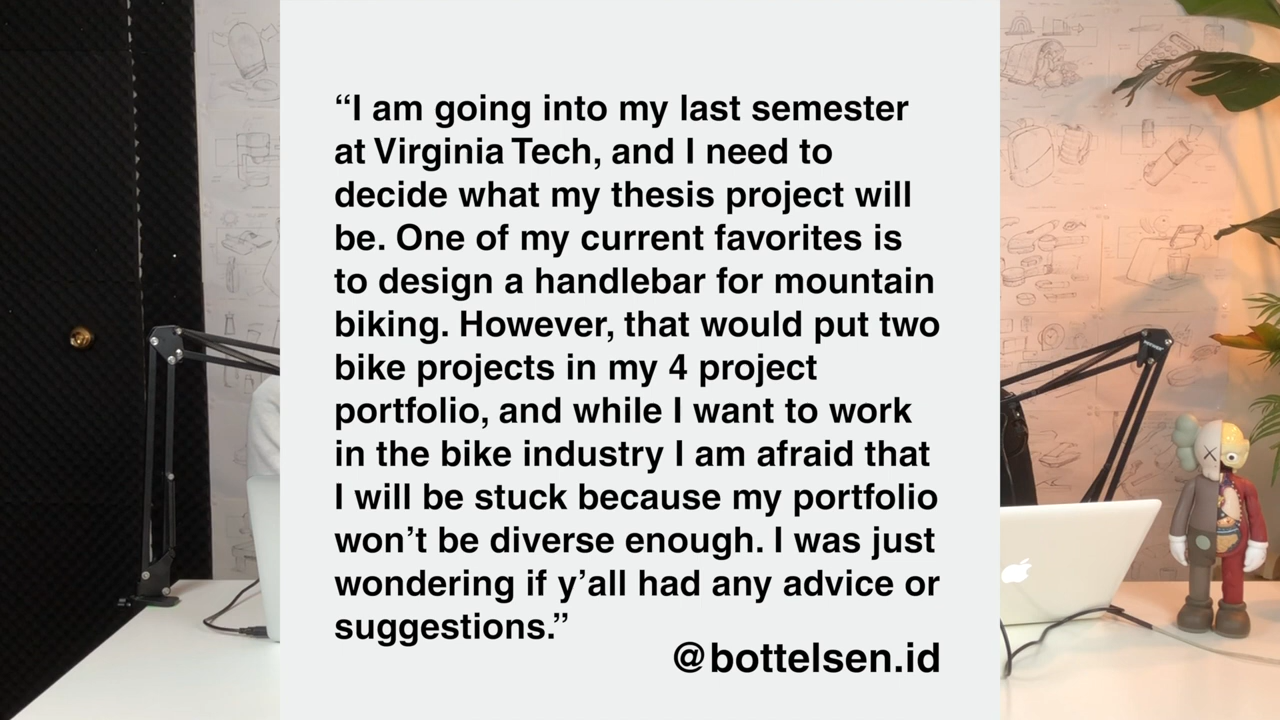 “I am going into my last semester
at Virginia Tech, and I need to
decide what my thesis project will
be. One of my current favorites is
to design a handlebar for mountain
biking. However, that would put two
bike projects in my 4 project
portfolio, and while I want to work
in the bike industry I am afraid that
I will be stuck because my portfolio
won’t be diverse enough. I was just
wondering if y’all had any advice or
suggestions.”
@bottelsen.id